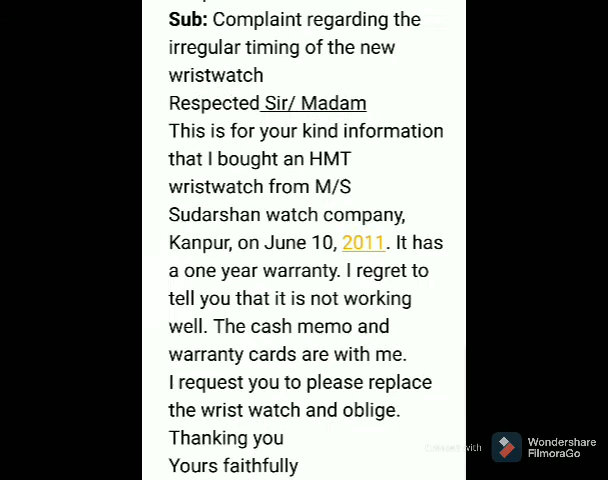 Sub: Complaint regarding the
irregular timing of the new
wristwatch
Respected Sir/ Madam
This is for your kind information
that I bought an HMT
wristwatch from M/S
Sudarshan watch company,
Kanpur, on June 10, 2011. It has
a one year warranty. I regret to
tell you that it is not working
well. The cash memo and
warranty cards are with me.
I request you to please replace
the wrist watch and oblige.
Thanking you
Yours faithfully
Created with
Wondershare
FilmoraGo